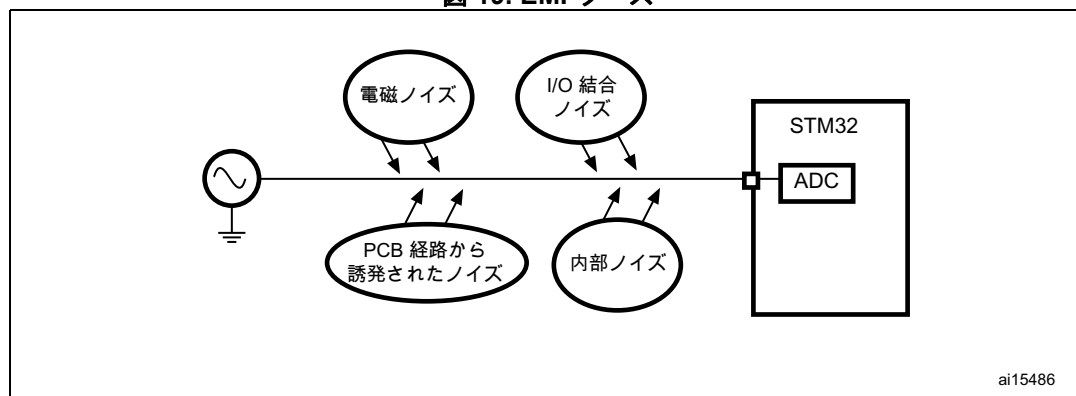 電磁ノイズ
I/O 結合
ノイズ
STM32
ADC
PCB 経路から
誘発されたノイズ
内部ノイズ
ai15486